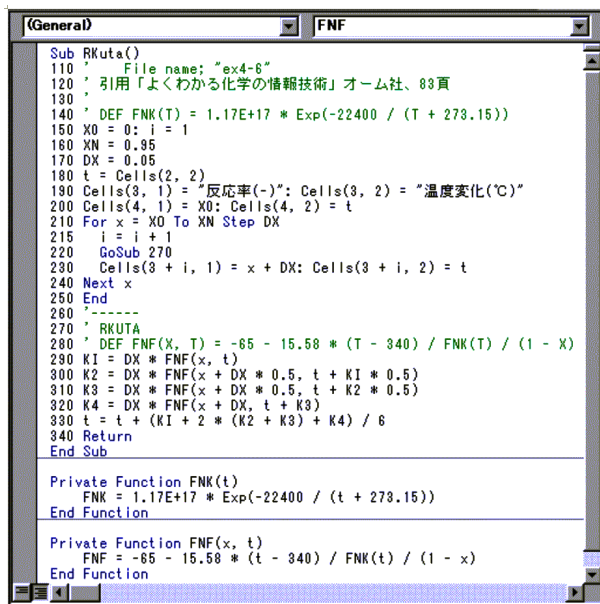 (General) FNF
Sub RKuta()
110 '     File name; "ex4-6"
120 ' 引用「よくわかる化学の情報技術」オーム社、83頁
130 '
140 ' DEF FNK(T) = 1.17E+17 * Exp(-22400 / (T + 273.15))
150 X0 = 0: i = 1
160 XN = 0.95
170 DX = 0.05
180 t = Cells(2, 2)
190 Cells(3, 1) = "反応率(-)": Cells(3, 2) = "温度変化(℃)"
200 Cells(4, 1) = X0: Cells(4, 2) = t
210 For x = X0 To XN Step DX
215   i = i + 1
220   GoSub 270
230   Cells(3 + i, 1) = x + DX: Cells(3 + i, 2) = t
240 Next x
250 End
260 '------
270 ' RKUTA
280 ' DEF FNF(X, T) = -65 - 15.58 * (T - 340) / FNK(T) / (1 - X)
290 KI = DX * FNF(x, t)
300 K2 = DX * FNF(x + DX * 0.5, t + KI * 0.5)
310 K3 = DX * FNF(x + DX * 0.5, t + K2 * 0.5)
320 K4 = DX * FNF(x + DX, t + K3)
330 t = t + (KI + 2 * (K2 + K3) + K4) / 6
340 Return
End Sub
Private Function FNK(t)
    FNK = 1.17E+17 * Exp(-22400 / (t + 273.15))
End Function
Private Function FNF(x, t)
    FNF = -65 - 15.58 * (t - 340) / FNK(t) / (1 - x)
End Function